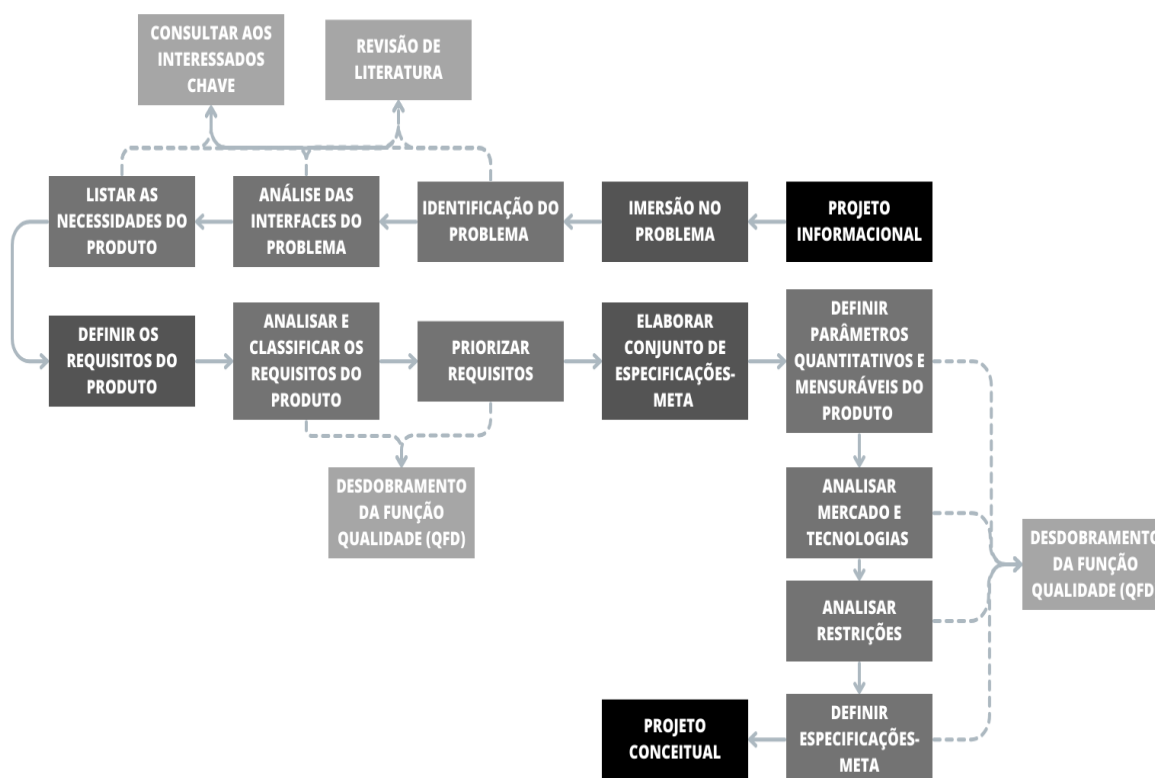 CONSULTAR AOS
INTERESSADOS
CHAVE
REVISÃO DE
LITERATURA
LISTAR AS
NECESSIDADES DO
PRODUTO
ANÁLISE DAS
INTERFACES DO
PROBLEMA
IDENTIFICAÇÃO DO
PROBLEMA
IMERSÃO NO
PROBLEMA
PROJETO
INFORMACIONAL
DEFINIR OS
REQUISITOS DO
PRODUTO
ANALISAR E
CLASSIFICAR OS
REQUISITOS DO
PRODUTO
PRIORIZAR
REQUISITOS
ELABORAR
CONJUNTO DE
ESPECIFICAÇÕES-
META
DEFINIR
PARÂMETROS
QUANTITATIVOS E
MENSURÁVEIS DO
PRODUTO
DESDOBRAMENTO
DA FUNÇÃO
QUALIDADE (QFD)
ANALISAR
MERCADO E
TECNOLOGIAS
DESDOBRAMENTO
DA FUNÇÃO
QUALIDADE (QFD
ANALISAR
RESTRIÇÕES
PROJETO
CONCEITUAL
DEFINIR
ESPECIFICAÇÕES-
META